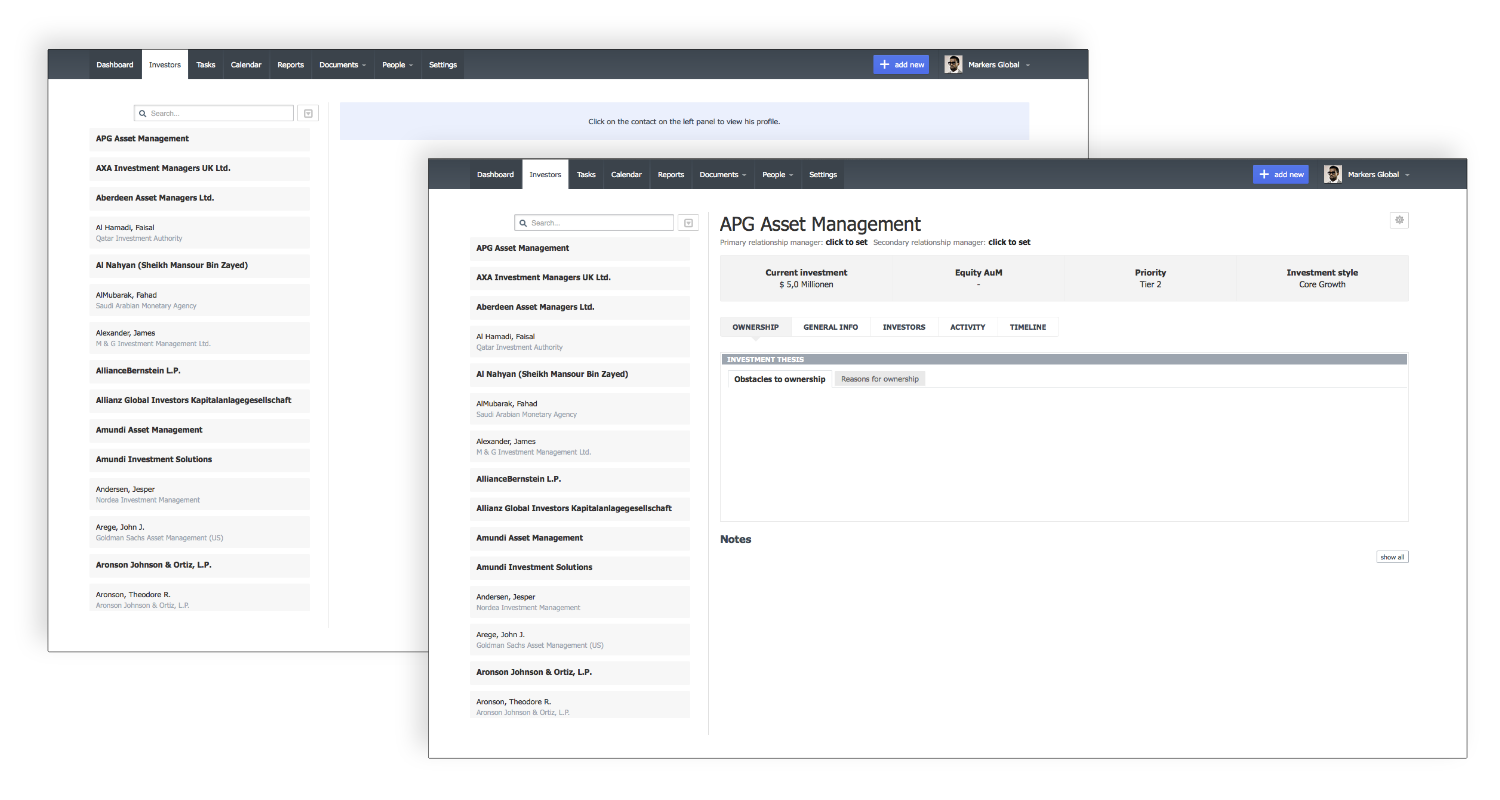 Dashboard Investors Tasks Calendar Reports Documents People Settings add new Markers Global
Search...
Click on the contact on the left panel to view his profile.
APG Asset Management
AXA Investment Managers UK Ltd.
Aberdeen Asset Managers Ltd.
Al Hamadi, Faisal
Qatar Investment Authority
Al Nahyan (Sheikh Mansour Bin Zayed)
AlMubarak, Fahad
Saudi Arabian Monetary Agency
Alexander, James
M & G Investment Management Ltd.
AllianceBernstein L.P.
Allianz Global Investors Kapitalanlagegesellschaft
Amundi Asset Management
Amundi Investment Solutions
Andersen, Jesper
Nordea Investment Management
Arege, John J.
Goldman Sachs Asset Management (US)
Aronson Johnson & Ortiz, L.P.
Aronson, Theodore R.
Aronson Johnson & Ortiz, L.P.
Dashboard Investors Tasks Calendar Reports Documents People Settings add new Markers Global
Search...
APG Asset Management
AXA Investment Managers UK Ltd.
Aberdeen Asset Managers Ltd.
Al Hamadi, Faisal
Qatar Investment Authority
Al Nahyan (Sheikh Mansour Bin Zayed)
AlMubarak, Fahad
Saudi Arabian Monetary Agency
Alexander, James
M & G Investment Management Ltd.
AllianceBernstein L.P.
Allianz Global Investors Kapitalanlagegesellschaft
Amundi Asset Management
Amundi Investment Solutions
Andersen, Jesper
Nordea Investment Management
Arege, John J.
Goldman Sachs Asset Management (US)
Aronson Johnson & Ortiz, L.P.
Aronson, Theodore R.
Aronson Johnson & Ortiz, L.P.
APG Asset Management
Primary relationship manager: click to set Secondary relationship manager: click to set
Current investment Equity AuM Priority Investment style
$ 5,0 Millionen - Tier 2 Core Growth
OWNERSHIP GENERAL INFO INVESTORS ACTIVITY TIMELINE
INVESTMENT THESIS
Obstacles to ownership Reasons for ownership
Notes
show all